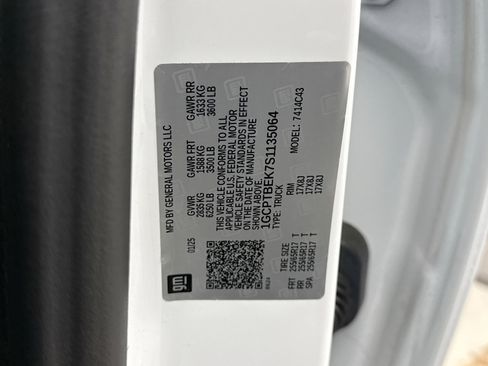 MFD BY GENERAL MOTORS LLC
01/25 GVWR GAWR FRT GAWR RR
2835 KG 1588 KG 1633 KG
6250 LB 3500 LB 3600 LB
THIS VEHICLE CONFORMS TO ALL
APPLICABLE U.S. FEDERAL MOTOR
VEHICLE SAFETY STANDARDS IN EFFECT
ON THE DATE OF MANUFACTURE
SHOWN ABOVE.
1GCPTBEK7S1135064
TYPE: TRUCK MODEL: 7414C43
gm
TIRE SIZE RIM
FRT 255/65R17 T 17X8J
RR 255/65R17 T 17X8J
SPA 255/65R17 T 17X8J